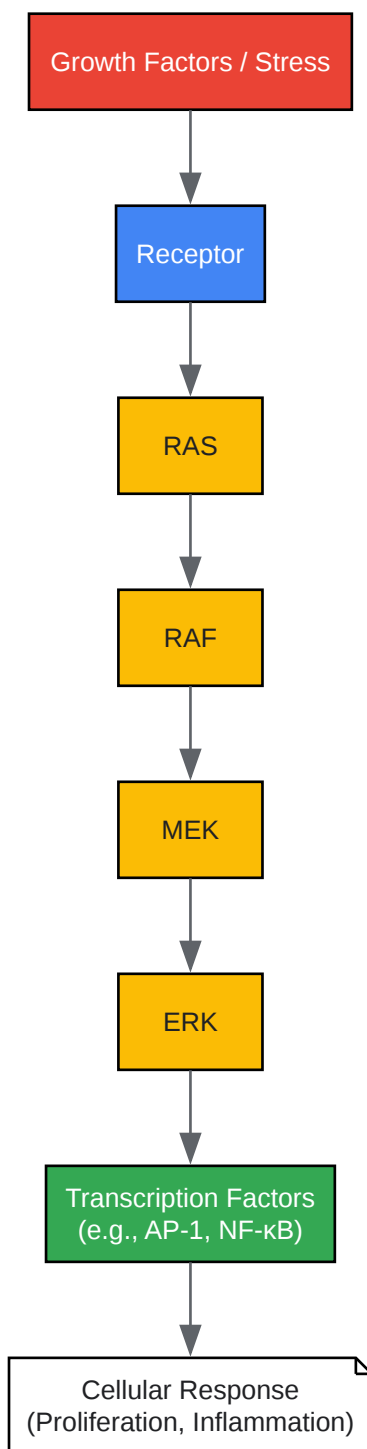 Growth Factors / Stress
Receptor
RAS
RAF
MEK
ERK
Transcription Factors
(e.g., AP-1, NF-κB)
Cellular Response
(Proliferation, Inflammation)